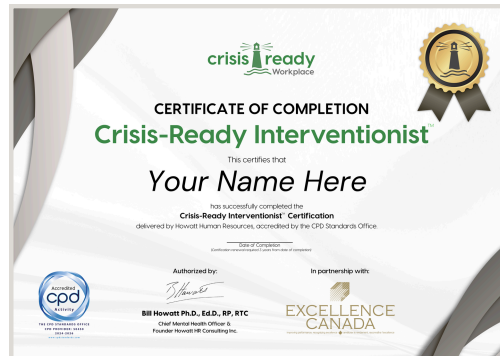 crisis ready
Workplace
CERTIFICATE OF COMPLETION
Crisis-Ready Interventionist™
This certifies that
Your Name Here
has successfully completed the
Crisis-Ready Interventionist™ Certification
delivered by Howatt Human Resources, accredited by the CPD Standards Office.
Date of Completion
Authorized by:
In partnership with:
Accredited
cpd
Activity
THE CPD STANDARDS OFFICE
B Howatt
Bill Howatt Ph.D., Ed.D., RP, RTC
Chief Mental Health Officer &
Founder Howatt HR Consulting Inc.
EXCELLENCE
CANADA